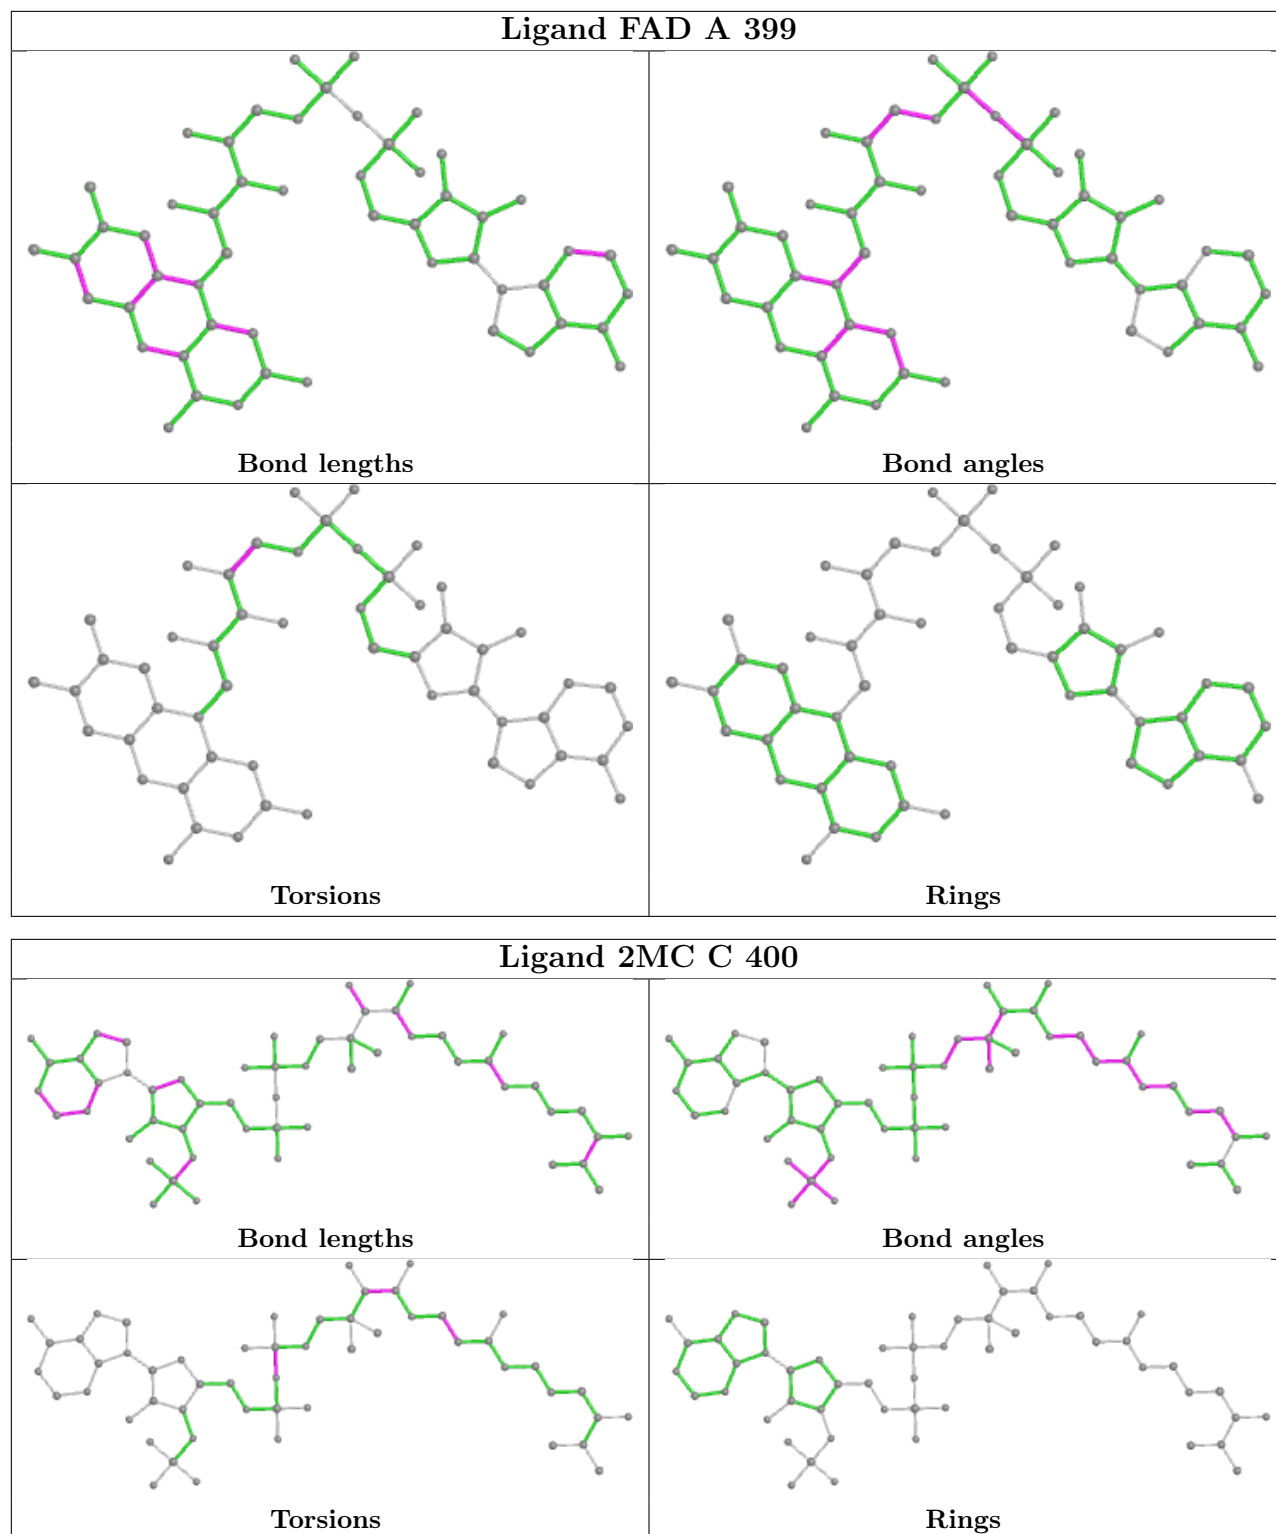 Ligand FAD A 399
Bond lengths
Bond angles
Torsions
Rings
Ligand 2MC C 400
Bond lengths
Bond angles
Torsions
Rings